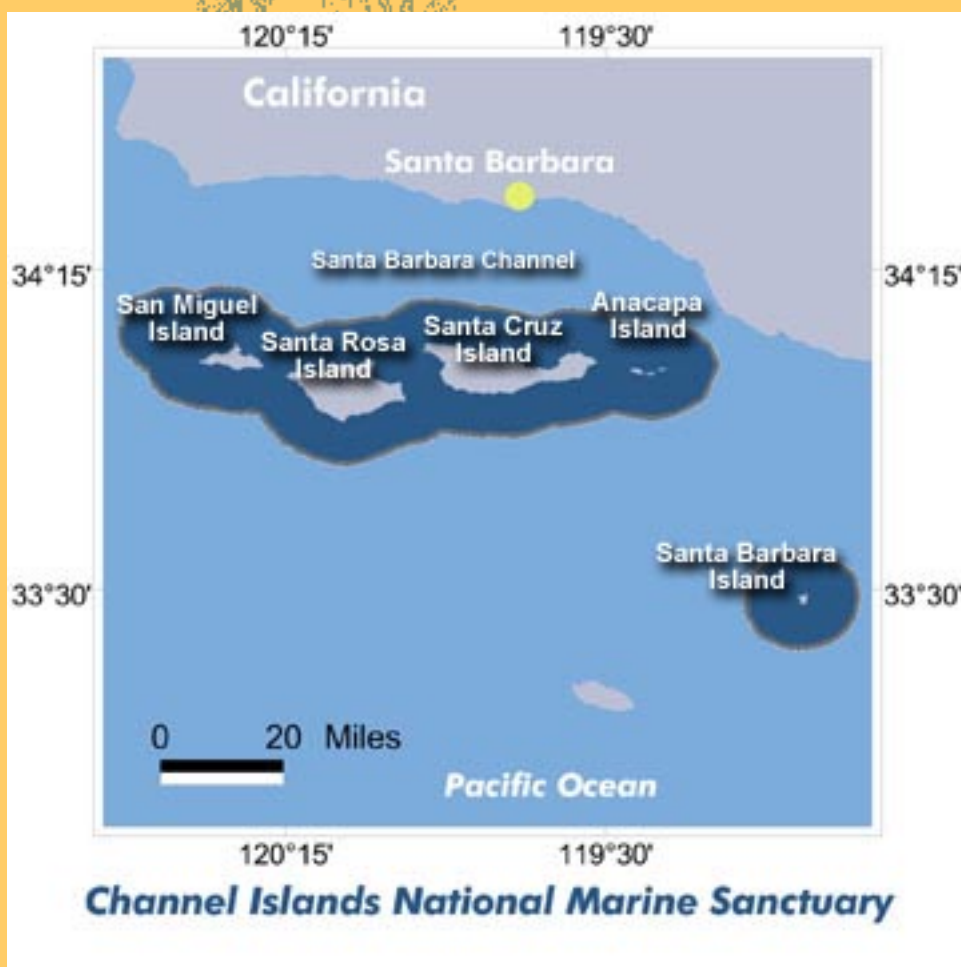 120°15' 119°30'
California
Santa Barbara
Santa Barbara Channel
34°15' 34°15'
San Miguel
Island
Santa Rosa
Island
Santa Cruz
Island
Anacapa
Island
Santa Barbara
Island
33°30' 33°30'
0 20 Miles
Pacific Ocean
120°15' 119°30'
Channel Islands National Marine Sanctuary